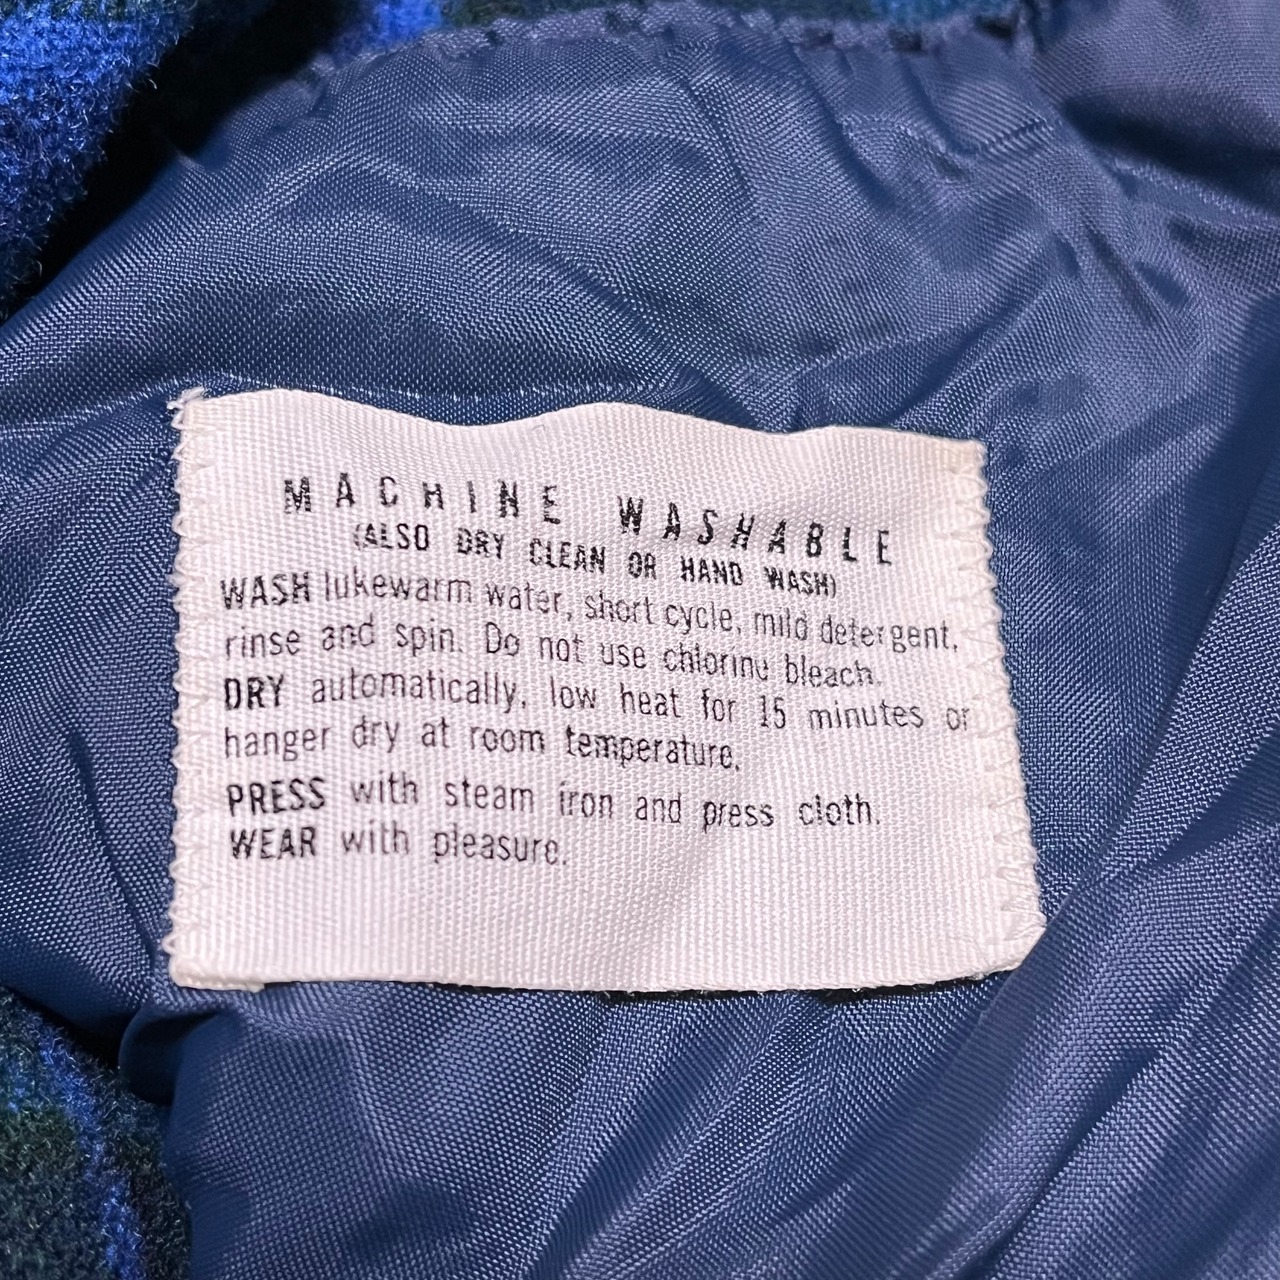 MACHINE WASHABLE
(ALSO DRY CLEAN OR HAND WASH)
WASH lukewarm water, short cycle, mild detergent,
rinse and spin. Do not use chlorine bleach.
DRY automatically, low heat for 15 minutes or
hanger dry at room temperature.
PRESS with steam iron and press cloth.
WEAR with pleasure.